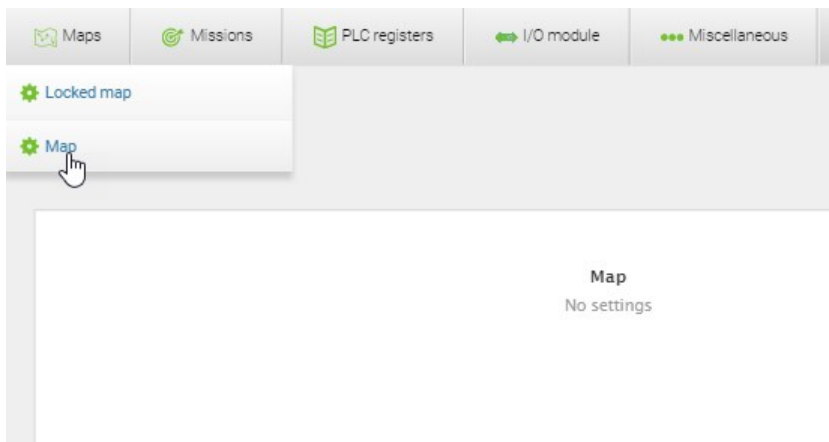 Maps Missions PLC registers I/O module Miscellaneous
Locked map
Map
Map
No settings